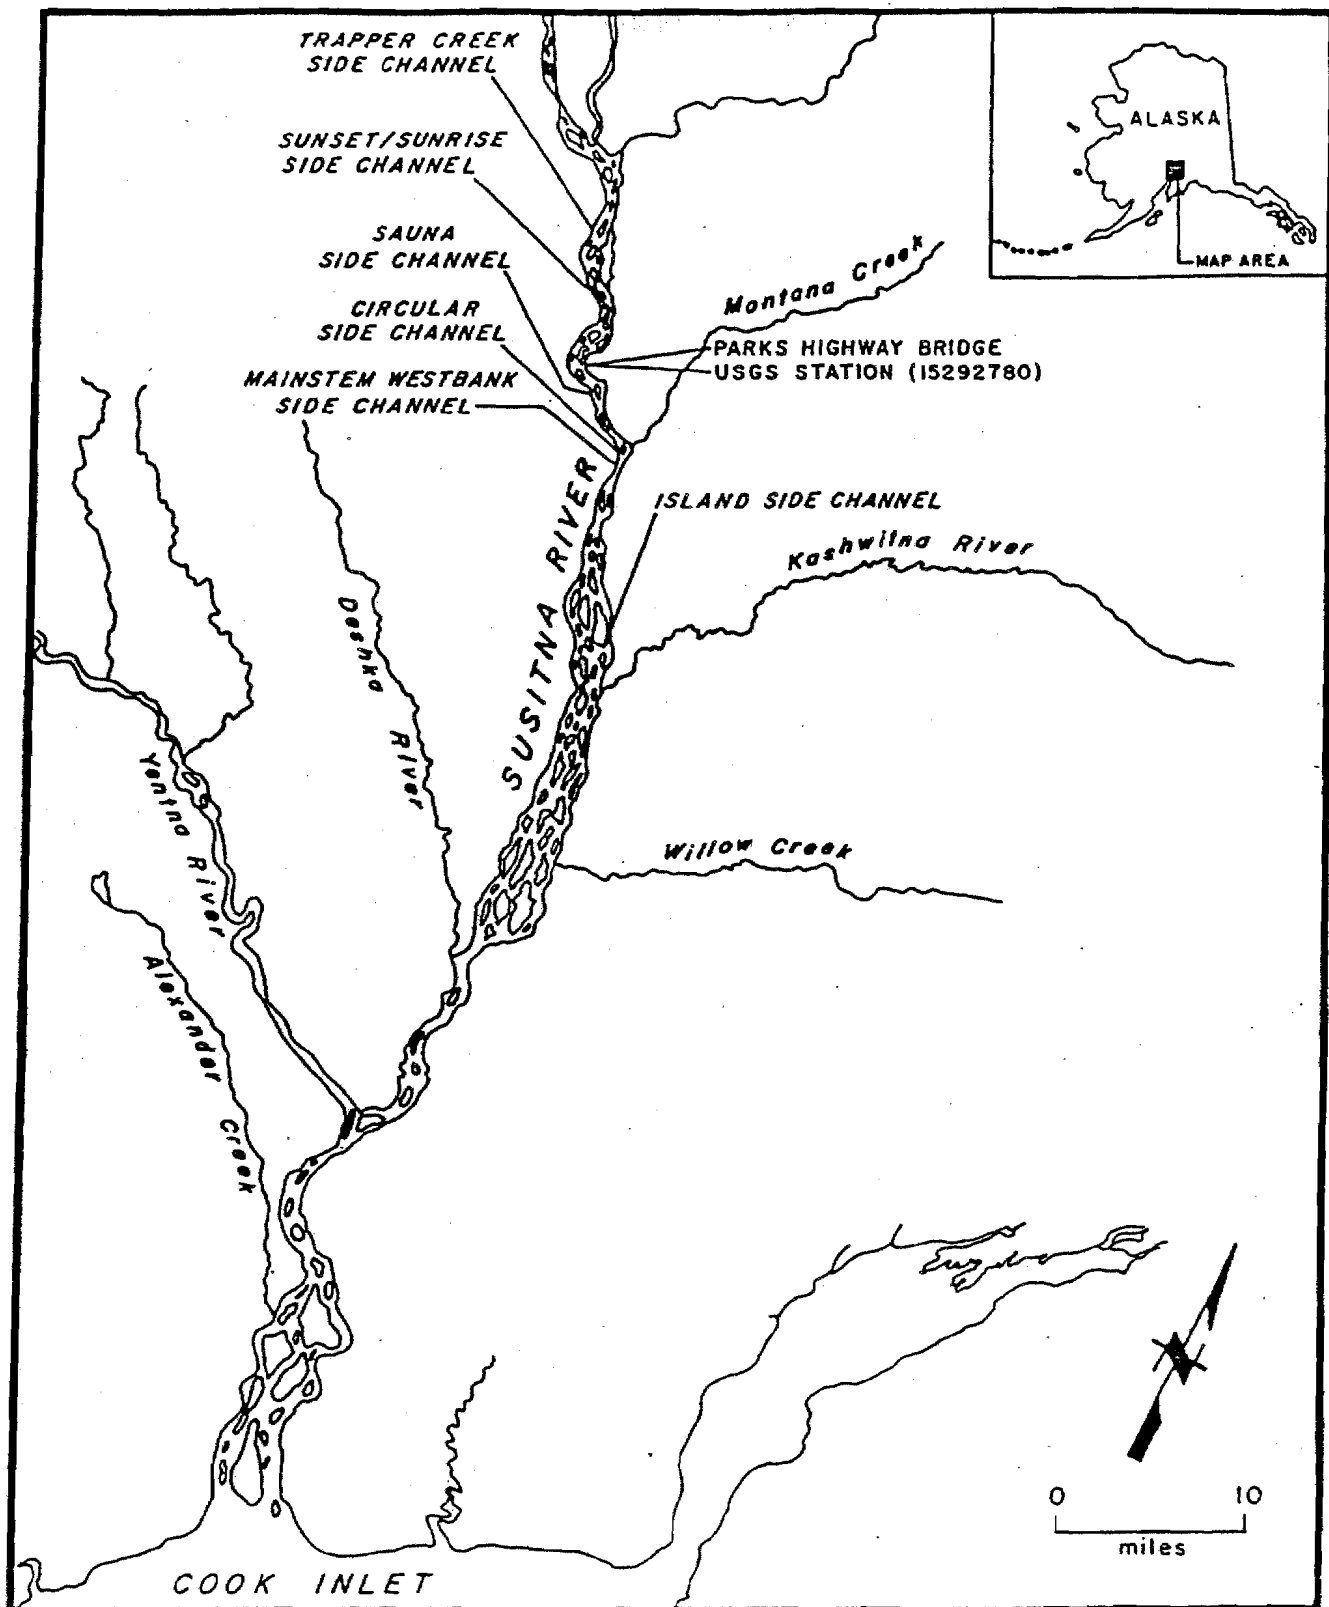 TRAPPER CREEK
SIDE CHANNEL
SUNSET/SUNRISE
SIDE CHANNEL
SAUNA
SIDE CHANNEL
CIRCULAR
SIDE CHANNEL
MAINSTEM WESTBANK
SIDE CHANNEL
ALASKA
MAP AREA
Montana Creek
PARKS HIGHWAY BRIDGE
USGS STATION (15292780)
ISLAND SIDE CHANNEL
SUSITNA RIVER
Kashwitna River
Deshka River
Yentna River
Willow Creek
Alexander Creek
N
0 10
miles
COOK INLET